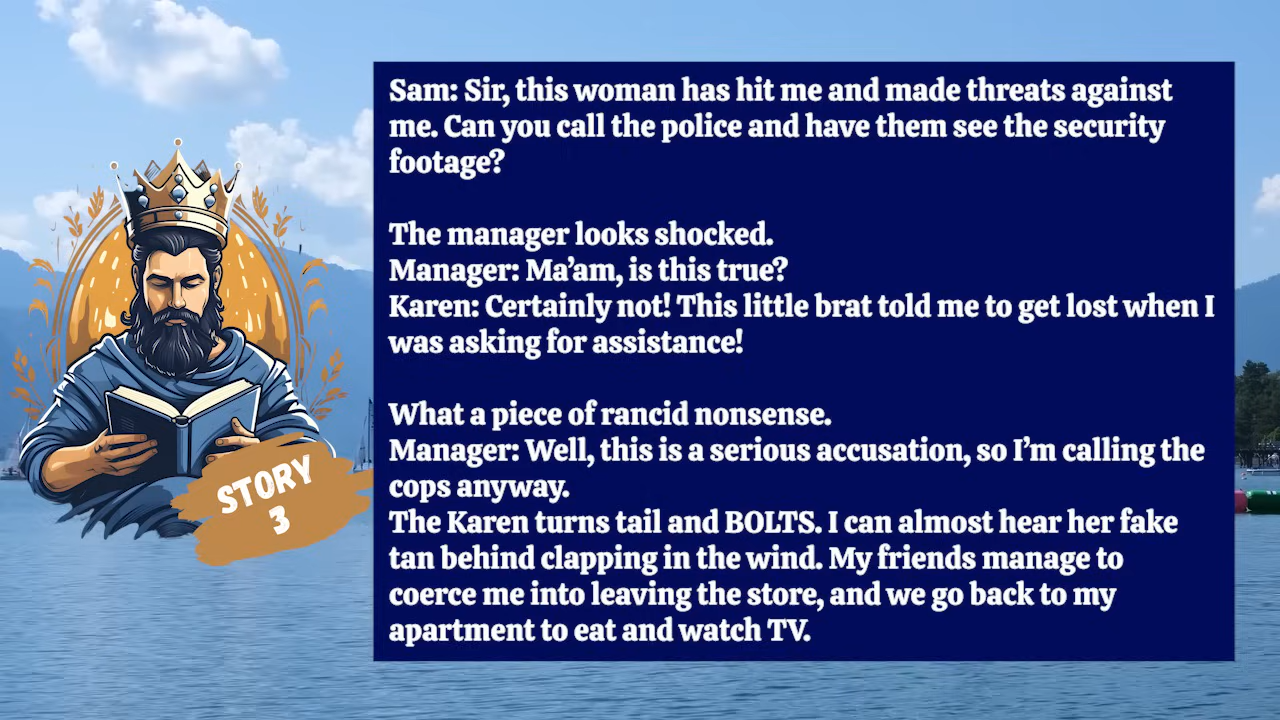 Sam: Sir, this woman has hit me and made threats against
me. Can you call the police and have them see the security
footage?
The manager looks shocked.
Manager: Ma’am, is this true?
Karen: Certainly not! This little brat told me to get lost when I
was asking for assistance!
What a piece of rancid nonsense.
Manager: Well, this is a serious accusation, so I’m calling the
cops anyway.
The Karen turns tail and BOLTS. I can almost hear her fake
tan behind clapping in the wind. My friends manage to
coerce me into leaving the store, and we go back to my
apartment to eat and watch TV.
STORY
3